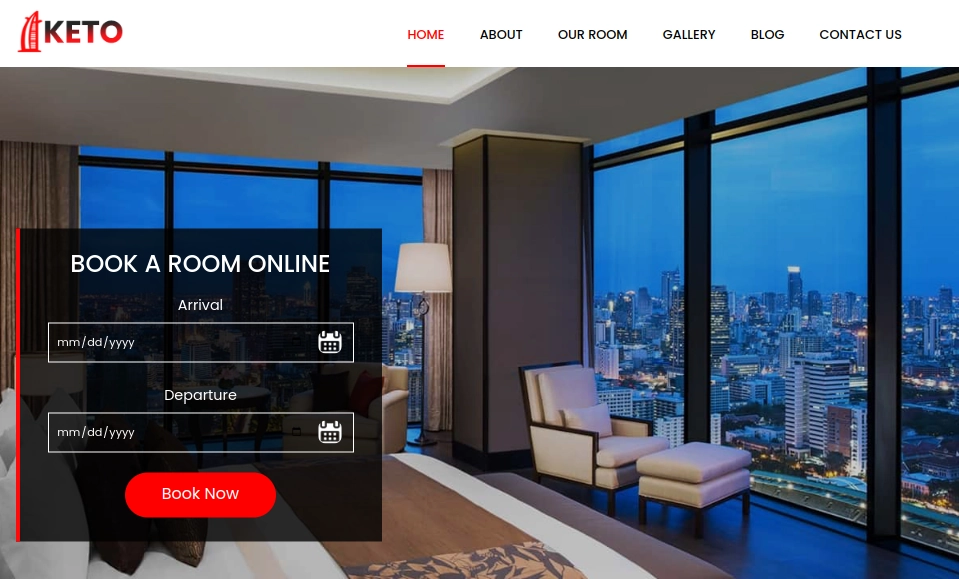 KETO
HOME ABOUT OUR ROOM GALLERY BLOG CONTACT US
BOOK A ROOM ONLINE
Arrival
mm/dd/yyyy
Departure
mm/dd/yyyy
Book Now